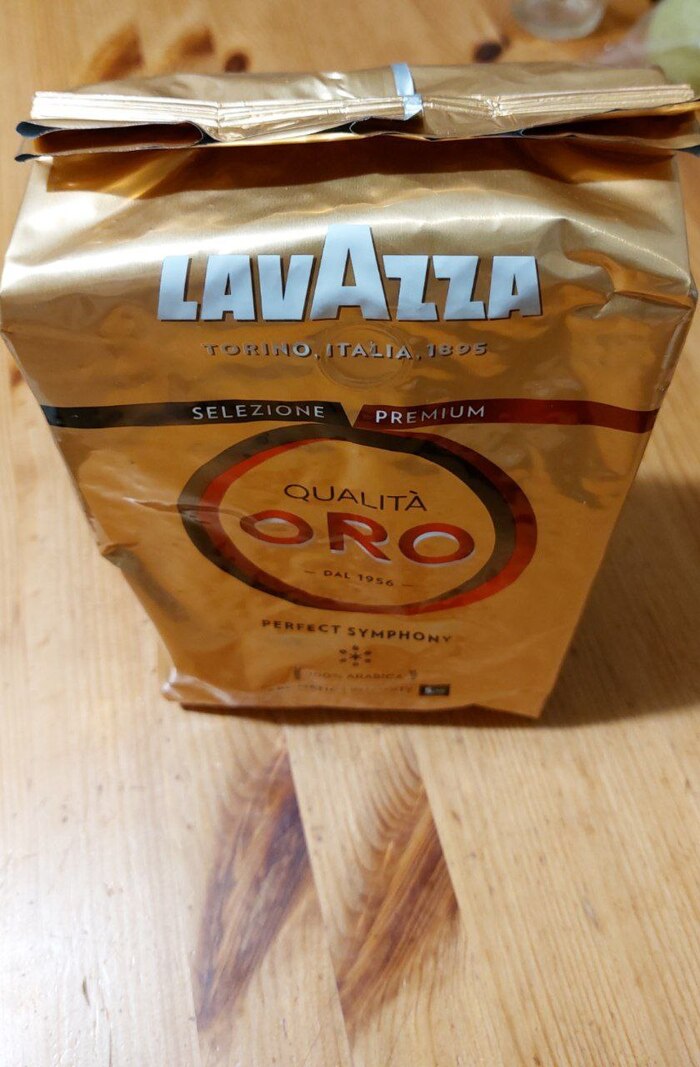 LAVAZZA
TORINO, ITALIA, 1895
SELEZIONE PREMIUM
QUALITÀ
ORO
— DAL 1956 —
PERFECT SYMPHONY
100% ARABICA